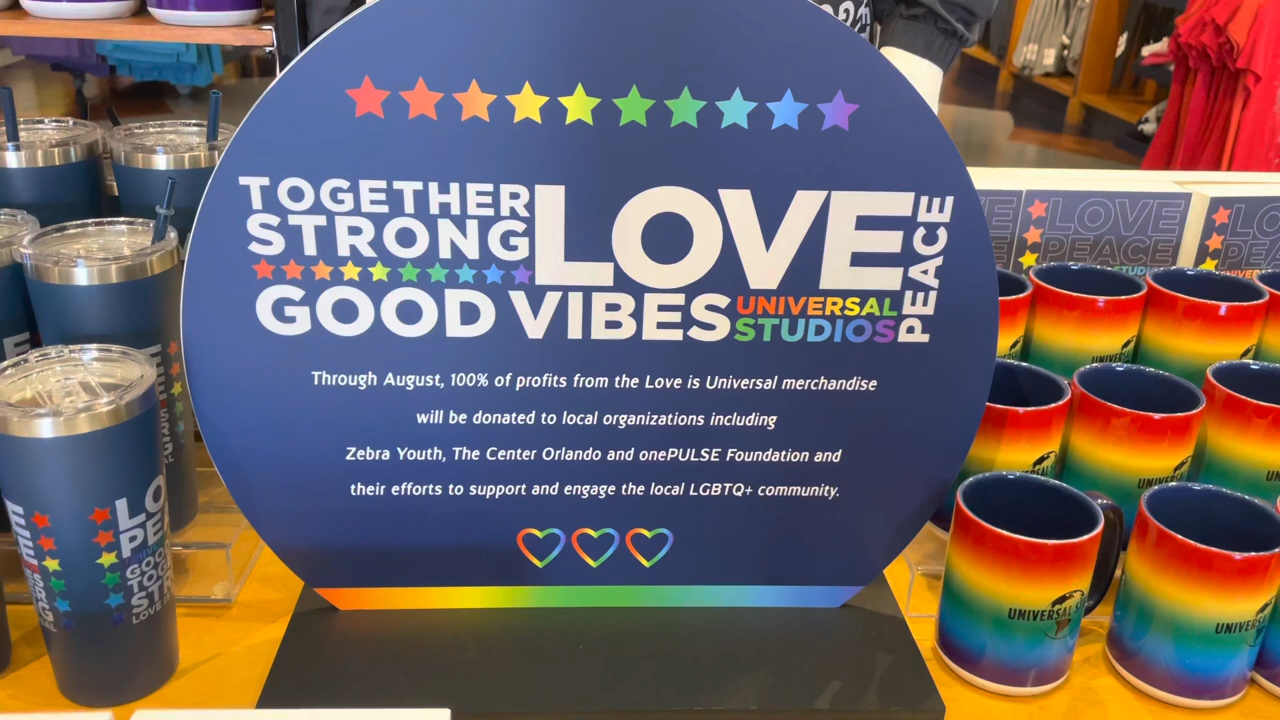 TOGETHER
STRONG
LOVE
PEACE
GOOD VIBES
UNIVERSAL
STUDIOS
Through August, 100% of profits from the Love is Universal merchandise
will be donated to local organizations including
Zebra Youth, The Center Orlando and onePULSE Foundation and
their efforts to support and engage the local LGBTQ+ community.
LOVE
PEACE
UNIVERSAL